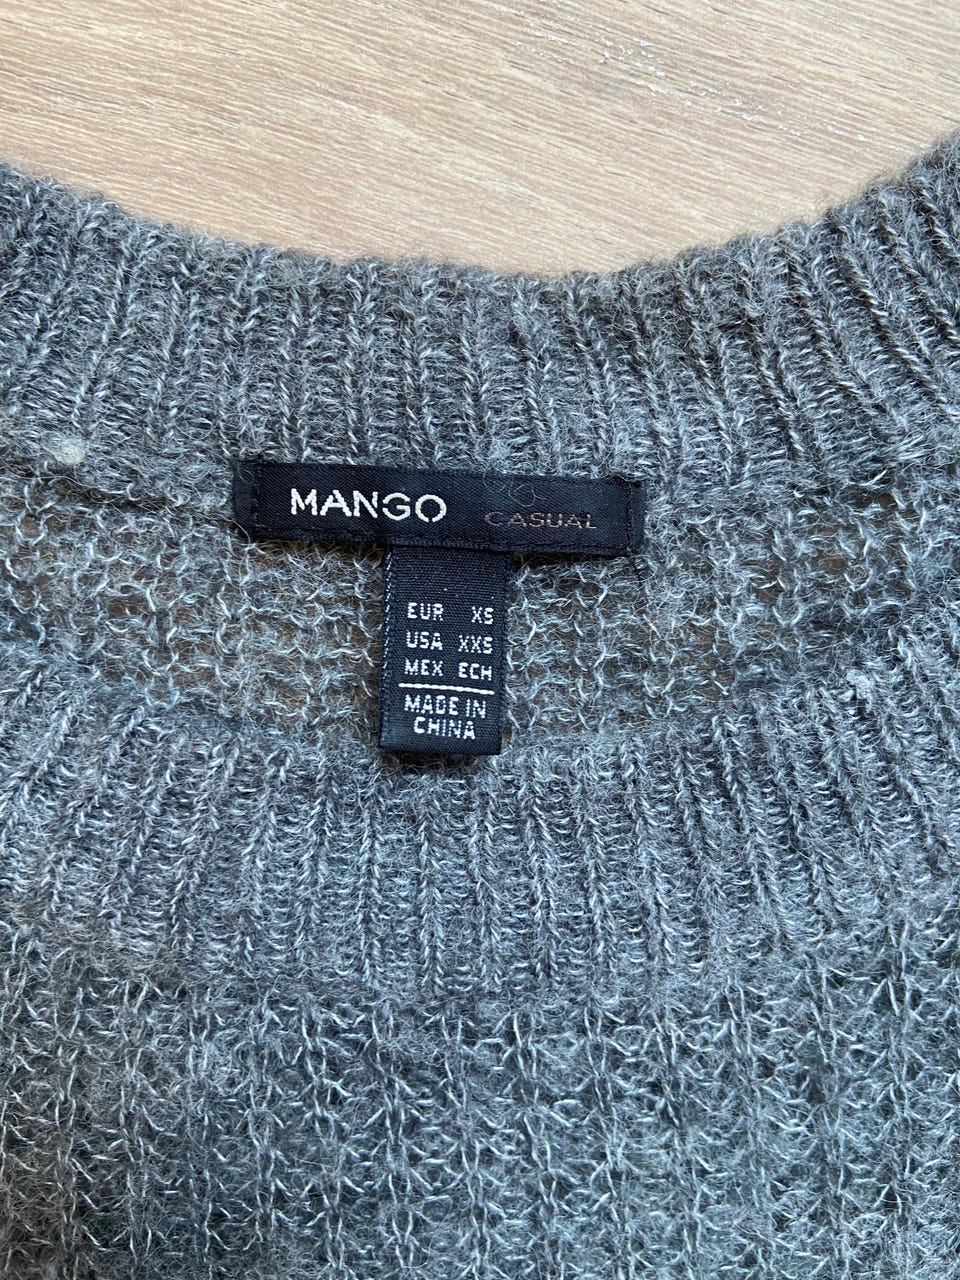 MANGO CASUAL
EUR XS
USA XXS
MEX ECH
MADE IN
CHINA